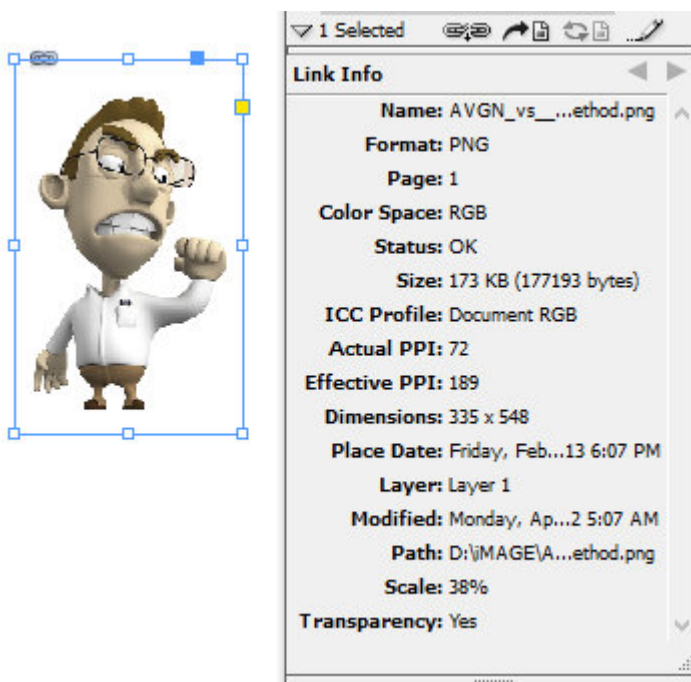 1 Selected
Link Info
Name: AVGN_vs__...ethod.png
Format: PNG
Page: 1
Color Space: RGB
Status: OK
Size: 173 KB (177193 bytes)
ICC Profile: Document RGB
Actual PPI: 72
Effective PPI: 189
Dimensions: 335 x 548
Place Date: Friday, Feb...13 6:07 PM
Layer: Layer 1
Modified: Monday, Ap...2 5:07 AM
Path: D:\iMAGE\A...ethod.png
Scale: 38%
Transparency: Yes